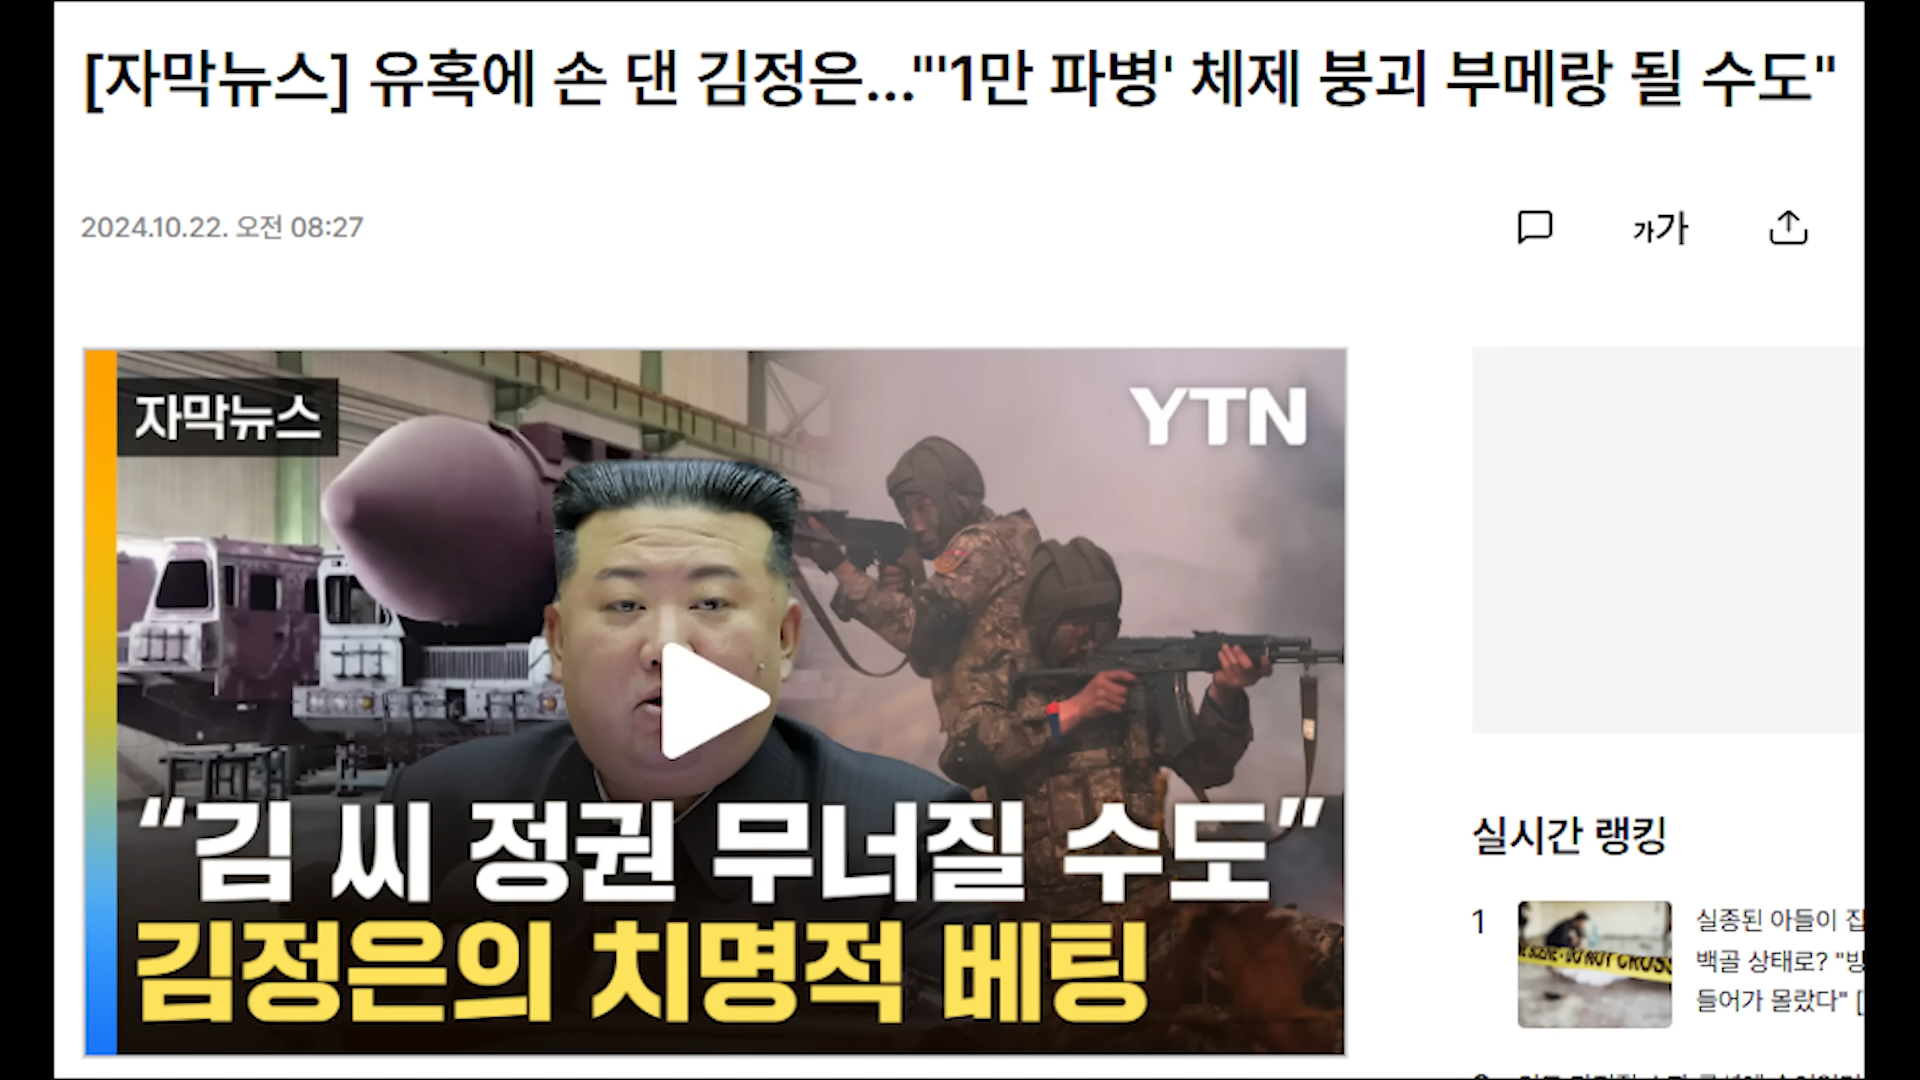 [자막뉴스] 유혹에 손 댄 김정은..."'1만 파병' 체제 붕괴 부메랑 될 수도"
2024.10.22. 오전 08:27
가가
자막뉴스
YTN
“김 씨 정권 무너질 수도”
김정은의 치명적 베팅
실시간 랭킹
1
실종된 아들이 집
백골 상태로? "방
들어가 몰랐다" [
DO NOT CROSS